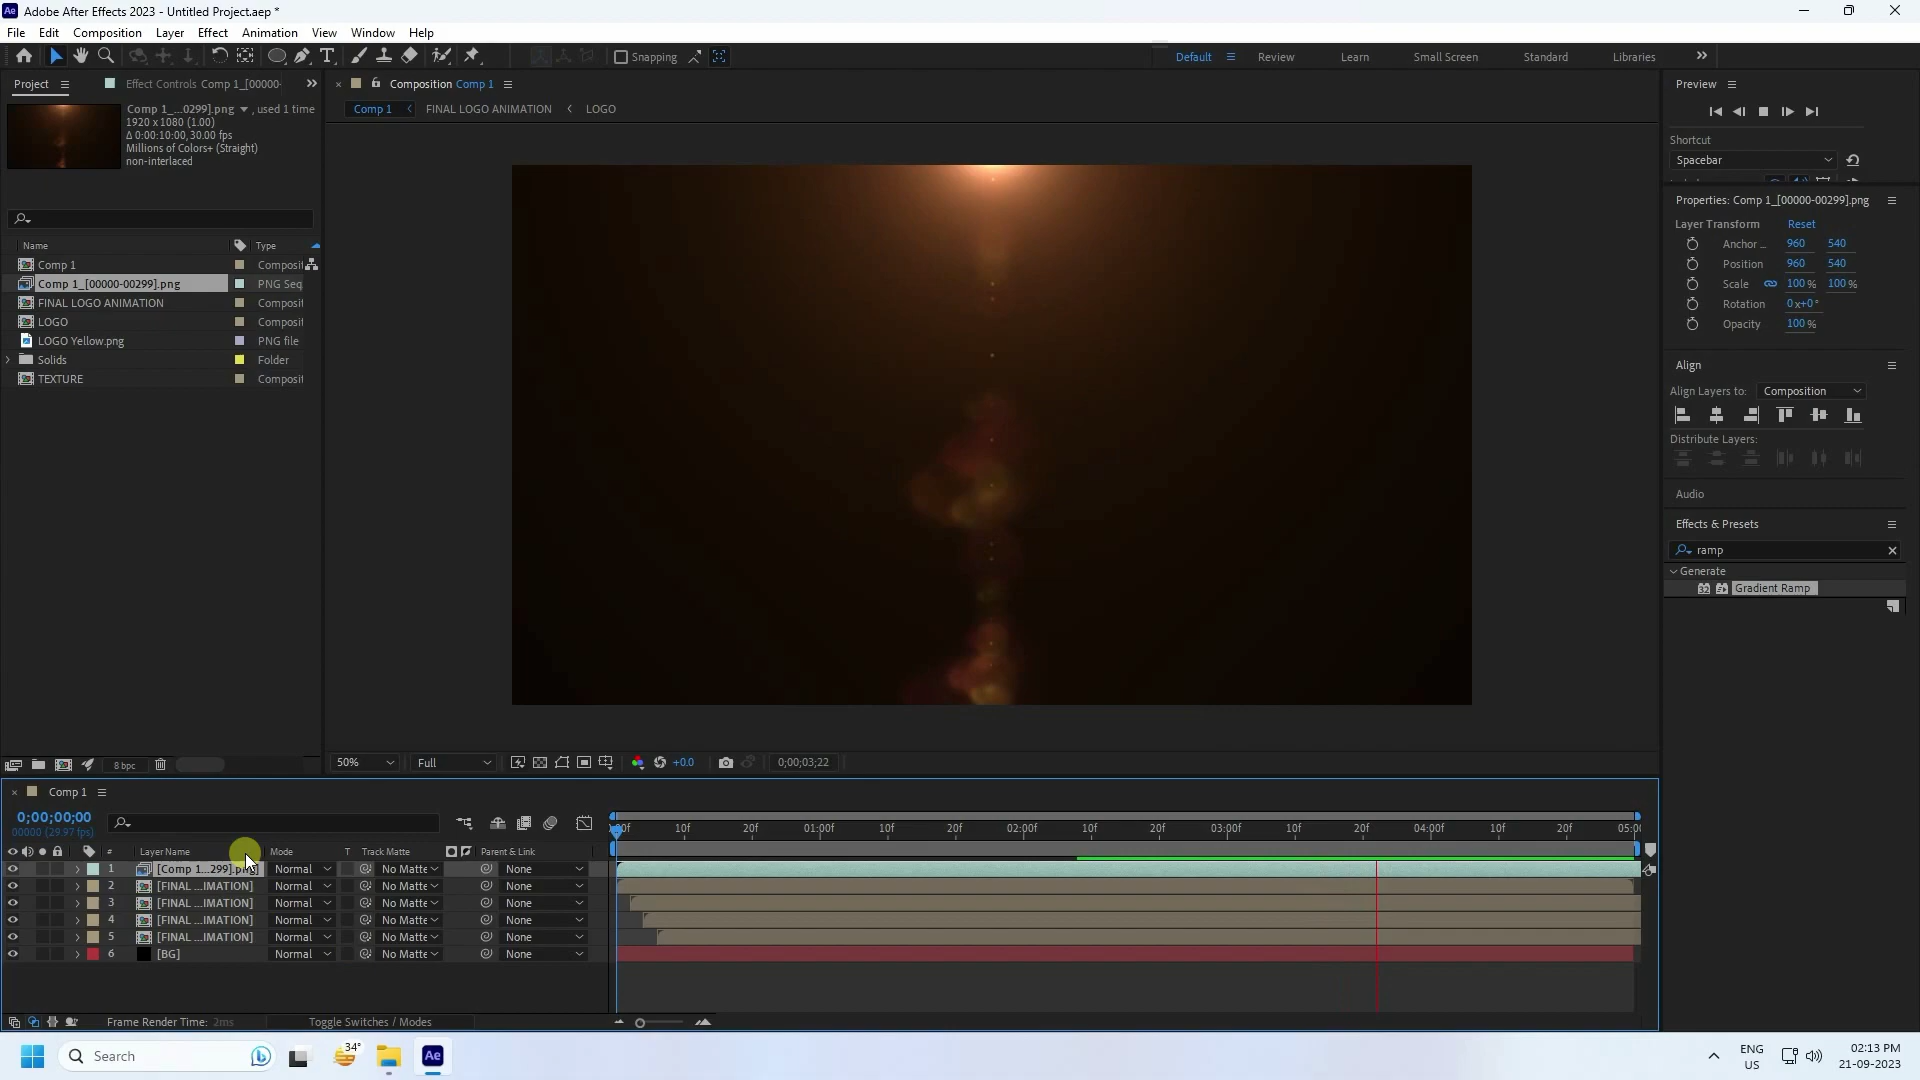 Adobe After Effects 2023 - Untitled Project.aep *
File Edit Composition Layer Effect Animation View Window Help
Snapping
Default Review Learn Small Screen Standard Libraries
Project Effect Controls Comp 1_[00000-
Comp 1_...0299].png , used 1 time
1920 x 1080 (1.00)
Δ 0:00:10:00, 30.00 fps
Millions of Colors+ (Straight)
non-interlaced
Name Type
Comp 1 Composit
Comp 1_[00000-00299].png PNG Seq
FINAL LOGO ANIMATION Composit
LOGO Composit
LOGO Yellow.png PNG file
Solids Folder
TEXTURE Composit
8 bpc
Composition Comp 1
Comp 1 FINAL LOGO ANIMATION LOGO
50% Full +0.0 0;00;03;22
Preview
Shortcut
Spacebar
Properties: Comp 1_[00000-00299].png
Layer Transform Reset
Anchor ... 960 540
Position 960 540
Scale 100 % 100 %
Rotation 0 x+0 °
Opacity 100 %
Align
Align Layers to: Composition
Distribute Layers:
Audio
Effects & Presets
ramp
Generate
32 Gradient Ramp
Comp 1
0;00;00;00
00000 (29.97 fps)
:00f 10f 20f 01:00f 10f 20f 02:00f 10f 20f 03:00f 10f 20f 04:00f 10f 20f 05:00
# Layer Name Mode T Track Matte Parent & Link
1 [Comp 1...299].png] Normal No Matte None
2 [FINAL ...IMATION] Normal No Matte None
3 [FINAL ...IMATION] Normal No Matte None
4 [FINAL ...IMATION] Normal No Matte None
5 [FINAL ...IMATION] Normal No Matte None
6 [BG] Normal No Matte None
Frame Render Time: 2ms Toggle Switches / Modes
Search 34° Ae
ENG
US
02:13 PM
21-09-2023